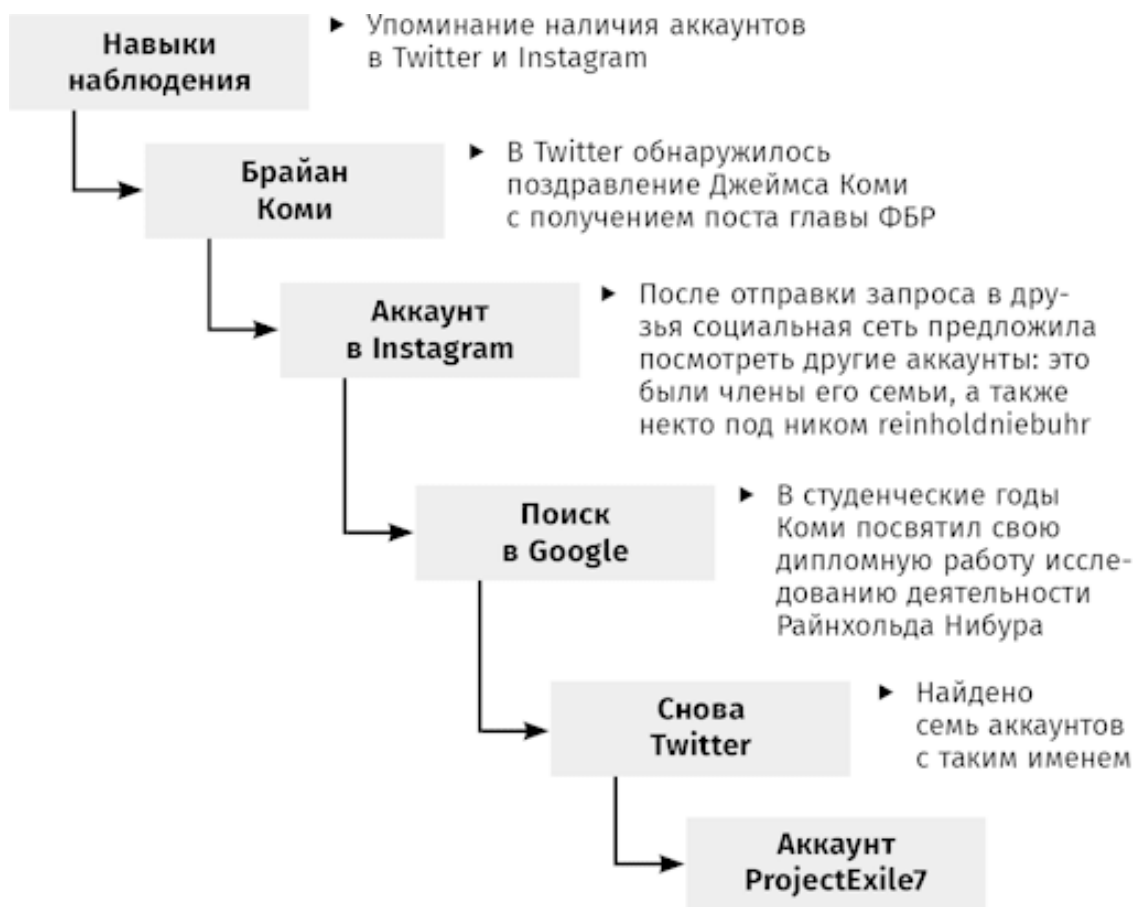 Навыки
наблюдения
▸ Упоминание наличия аккаунтов
в Twitter и Instagram
Брайан
Коми
▸ В Twitter обнаружилось
поздравление Джеймса Коми
с получением поста главы ФБР
Аккаунт
в Instagram
▸ После отправки запроса в дру-
зья социальная сеть предложила
посмотреть другие аккаунты: это
были члены его семьи, а также
некто под ником reinholdniebuhr
Поиск
в Google
▸ В студенческие годы
Коми посвятил свою
дипломную работу иссле-
дованию деятельности
Райнхольда Нибура
Снова
Twitter
▸ Найдено
семь аккаунтов
с таким именем
Аккаунт
ProjectExile7